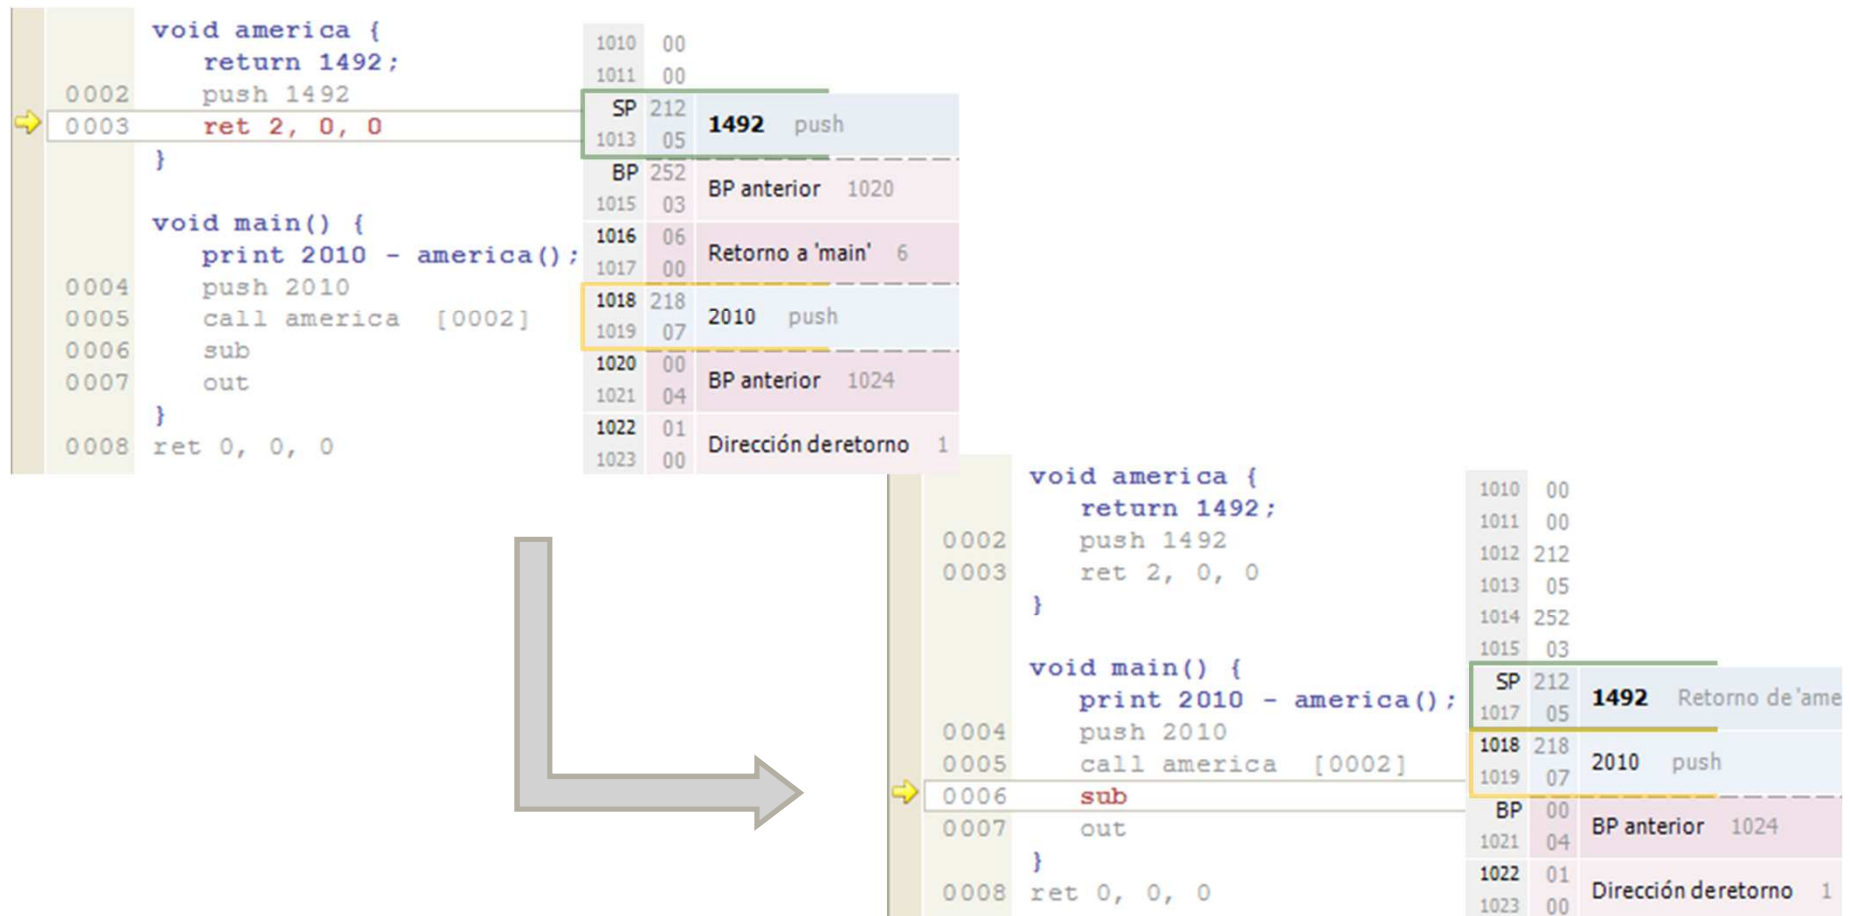 void america {
return 1492;
0002 push 1492
0003 ret 2, 0, 0
}
void main() {
print 2010 - america();
0004 push 2010
0005 call america [0002]
0006 sub
0007 out
}
0008 ret 0, 0, 0
1010 00
1011 00
SP 212
1492 push
1013 05
BP 252
BP anterior 1020
1015 03
1016 06
Retorno a 'main' 6
1017 00
1018 218
2010 push
1019 07
1020 00
BP anterior 1024
1021 04
1022 01
Dirección de retorno 1
1023 00
void america {
return 1492;
0002 push 1492
0003 ret 2, 0, 0
}
void main() {
print 2010 - america();
0004 push 2010
0005 call america [0002]
0006 sub
0007 out
}
0008 ret 0, 0, 0
1010 00
1011 00
1012 212
1013 05
1014 252
1015 03
SP 212
1492 Retorno de 'ame
1017 05
1018 218
2010 push
1019 07
BP 00
BP anterior 1024
1021 04
1022 01
Dirección de retorno 1
1023 00